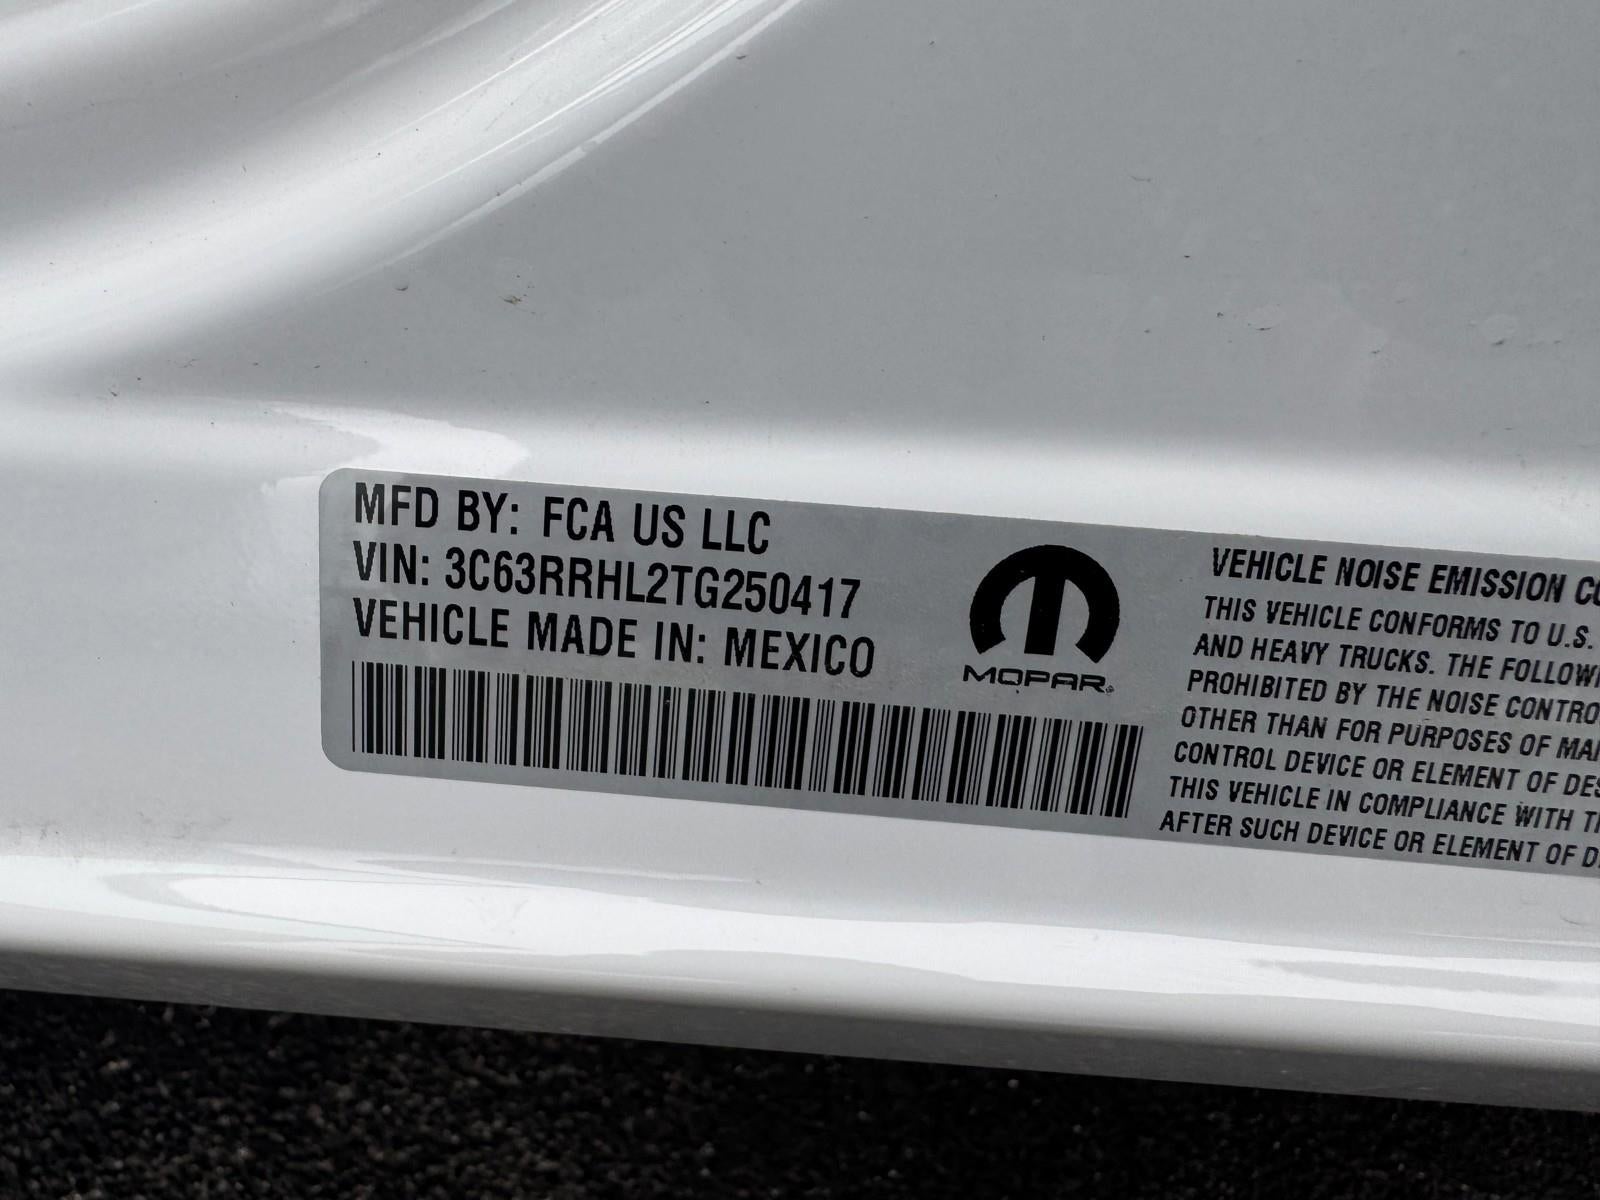 MFD BY: FCA US LLC
VIN: 3C63RRHL2TG250417
VEHICLE MADE IN: MEXICO
MOPAR
VEHICLE NOISE EMISSION
THIS VEHICLE CONFORMS TO U.S.
AND HEAVY TRUCKS. THE
PROHIBITED BY THE NOISE
OTHER THAN FOR PURPOSES OF
CONTROL DEVICE OR ELEMENT OF
THIS VEHICLE IN COMPLIANCE WITH
AFTER SUCH DEVICE OR ELEMENT OF